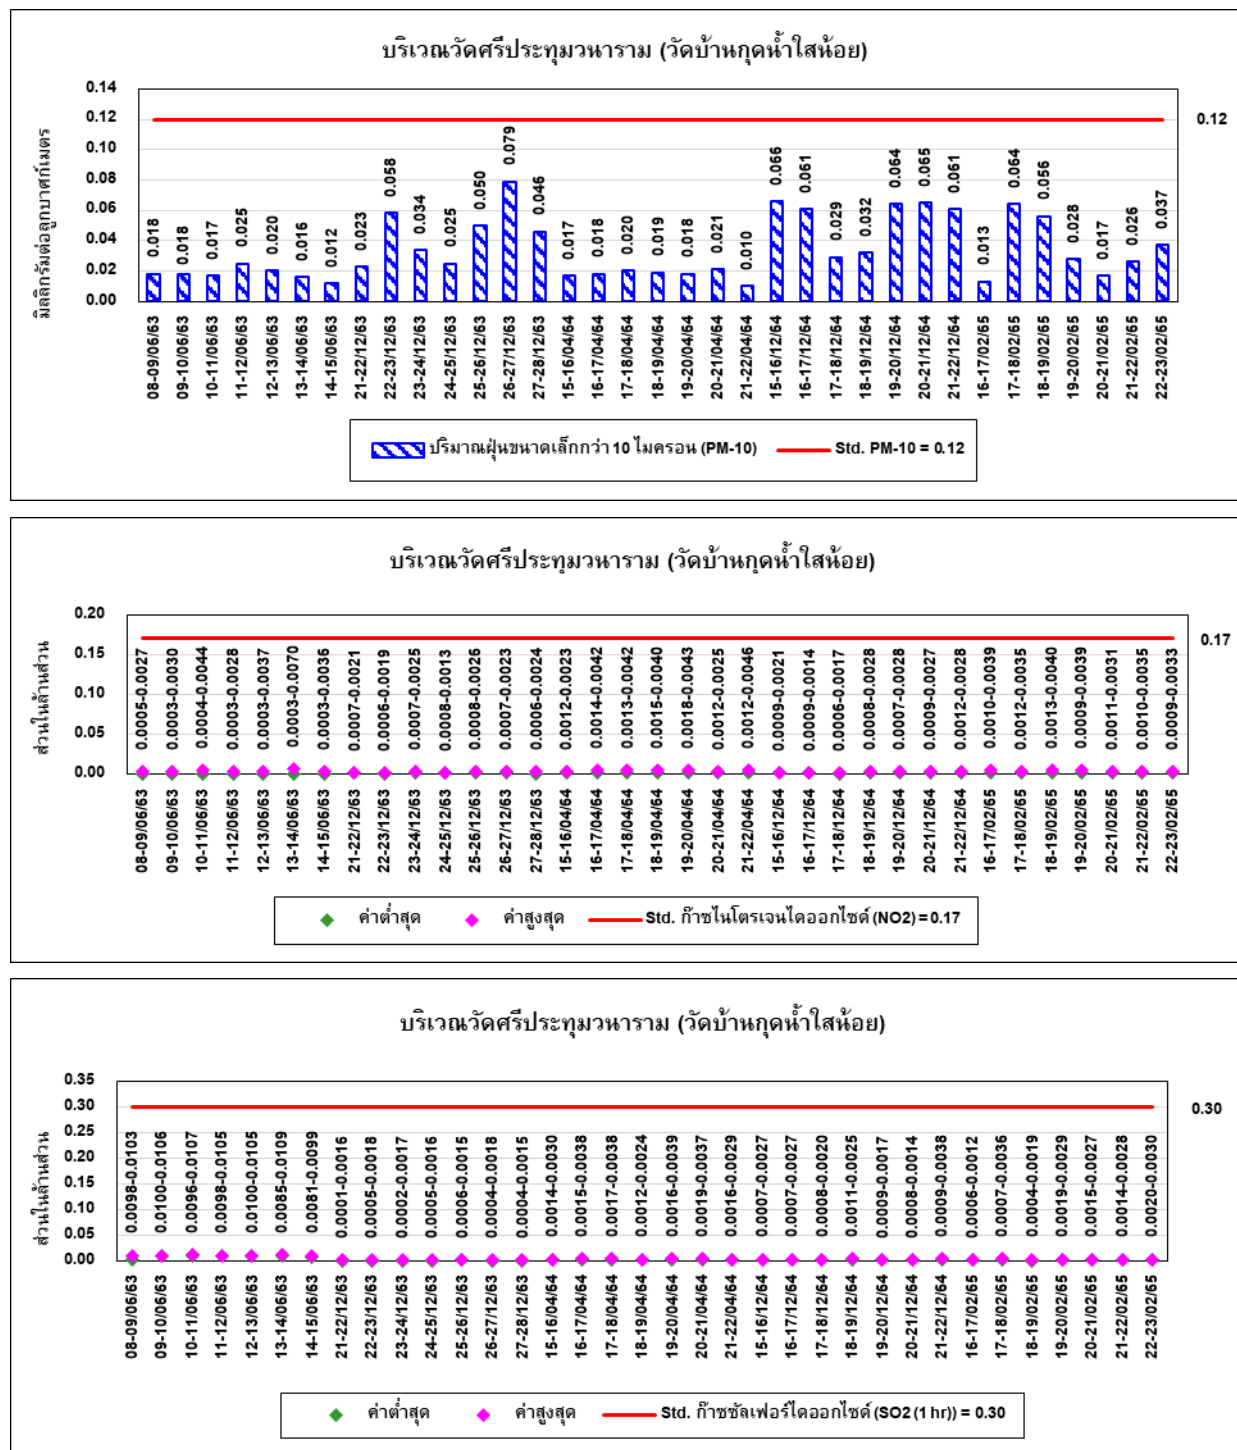 บริเวณวัดศรีประทุมวหาราม (วัดบ้านกุดน้ำใสน้อย)
มิลลิกรัมต่อลูกบาศก์เมตร
0.14
0.12
0.10
0.08
0.06
0.04
0.02
0.00
0.12
0.018 0.018 0.017 0.025 0.020 0.016 0.012 0.023 0.058 0.034 0.025 0.050 0.079 0.046 0.017 0.018 0.020 0.019 0.018 0.021 0.010 0.066 0.061 0.029 0.032 0.064 0.065 0.061 0.013 0.064 0.056 0.028 0.017 0.026 0.037
08-09/06/63 09-10/06/63 10-11/06/63 11-12/06/63 12-13/06/63 13-14/06/63 14-15/06/63 21-22/12/63 22-23/12/63 23-24/12/63 24-25/12/63 25-26/12/63 26-27/12/63 27-28/12/63 15-16/04/64 16-17/04/64 17-18/04/64 18-19/04/64 19-20/04/64 20-21/04/64 21-22/04/64 15-16/12/64 16-17/12/64 17-18/12/64 18-19/12/64 19-20/12/64 20-21/12/64 21-22/12/64 16-17/02/65 17-18/02/65 18-19/02/65 19-20/02/65 20-21/02/65 21-22/02/65 22-23/02/65
ปริมาณฝุ่นขนาดเล็กกว่า 10 ไมครอน (PM-10) Std. PM-10 = 0.12
บริเวณวัดศรีประทุมวหาราม (วัดบ้านกุดน้ำใสน้อย)
ส่วนในล้านส่วน
0.20
0.15
0.10
0.05
0.00
0.17
0.0005-0.0027 0.0003-0.0030 0.0004-0.0044 0.0003-0.0028 0.0003-0.0037 0.0003-0.0070 0.0003-0.0036 0.0007-0.0021 0.0006-0.0019 0.0007-0.0025 0.0008-0.0013 0.0008-0.0026 0.0007-0.0023 0.0006-0.0024 0.0012-0.0023 0.0014-0.0042 0.0013-0.0042 0.0015-0.0040 0.0018-0.0043 0.0012-0.0025 0.0012-0.0046 0.0009-0.0021 0.0009-0.0014 0.0006-0.0017 0.0008-0.0028 0.0007-0.0028 0.0009-0.0027 0.0012-0.0028 0.0010-0.0039 0.0012-0.0035 0.0013-0.0040 0.0009-0.0039 0.0011-0.0031 0.0010-0.0035 0.0009-0.0033
08-09/06/63 09-10/06/63 10-11/06/63 11-12/06/63 12-13/06/63 13-14/06/63 14-15/06/63 21-22/12/63 22-23/12/63 23-24/12/63 24-25/12/63 25-26/12/63 26-27/12/63 27-28/12/63 15-16/04/64 16-17/04/64 17-18/04/64 18-19/04/64 19-20/04/64 20-21/04/64 21-22/04/64 15-16/12/64 16-17/12/64 17-18/12/64 18-19/12/64 19-20/12/64 20-21/12/64 21-22/12/64 16-17/02/65 17-18/02/65 18-19/02/65 19-20/02/65 20-21/02/65 21-22/02/65 22-23/02/65
ค่าต่ำสุด ค่าสูงสุด Std. ก๊าซไนโตรเจนไดออกไซด์ (NO2) = 0.17
บริเวณวัดศรีประทุมวหาราม (วัดบ้านกุดน้ำใสน้อย)
ส่วนในล้านส่วน
0.35
0.30
0.25
0.20
0.15
0.10
0.05
0.00
0.30
0.0098-0.0103 0.0100-0.0106 0.0096-0.0107 0.0098-0.0105 0.0100-0.0105 0.0085-0.0109 0.0081-0.0099 0.0001-0.0016 0.0005-0.0018 0.0002-0.0017 0.0005-0.0016 0.0006-0.0015 0.0004-0.0018 0.0004-0.0015 0.0014-0.0030 0.0015-0.0038 0.0017-0.0038 0.0012-0.0024 0.0016-0.0039 0.0019-0.0037 0.0016-0.0029 0.0007-0.0027 0.0007-0.0027 0.0008-0.0020 0.0011-0.0025 0.0009-0.0017 0.0008-0.0014 0.0009-0.0038 0.0006-0.0012 0.0007-0.0036 0.0004-0.0019 0.0019-0.0029 0.0015-0.0027 0.0014-0.0028 0.0020-0.0030
08-09/06/63 09-10/06/63 10-11/06/63 11-12/06/63 12-13/06/63 13-14/06/63 14-15/06/63 21-22/12/63 22-23/12/63 23-24/12/63 24-25/12/63 25-26/12/63 26-27/12/63 27-28/12/63 15-16/04/64 16-17/04/64 17-18/04/64 18-19/04/64 19-20/04/64 20-21/04/64 21-22/04/64 15-16/12/64 16-17/12/64 17-18/12/64 18-19/12/64 19-20/12/64 20-21/12/64 21-22/12/64 16-17/02/65 17-18/02/65 18-19/02/65 19-20/02/65 20-21/02/65 21-22/02/65 22-23/02/65
ค่าต่ำสุด ค่าสูงสุด Std. ก๊าซซัลเฟอร์ไดออกไซด์ (SO2 (1 hr)) = 0.30